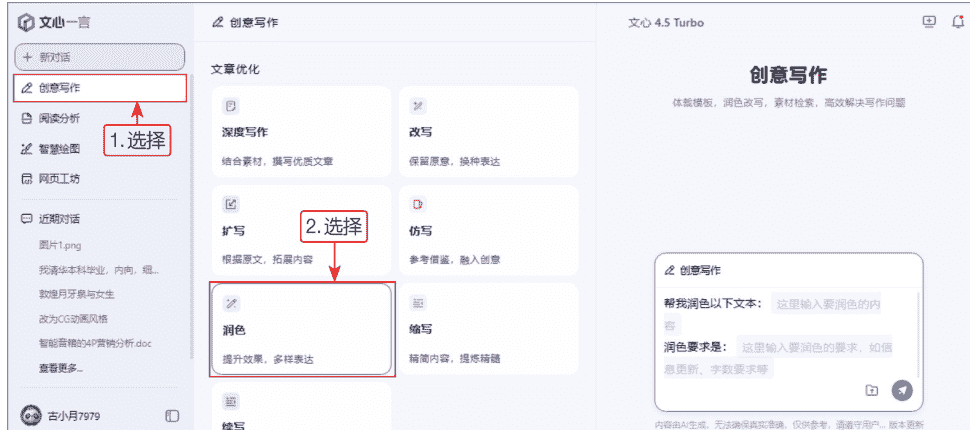 文心一言
新对话
创意写作
1.选择
阅读分析
智慧绘图
网页工坊
近期对话
图片1.png
我清华本科毕业，内向，细...
敦煌月牙泉与女生
改为CG动画风格
智能音箱的4P营销分析.doc
查看更多...
古小月7979
创意写作
文章优化
深度写作
结合素材，撰写优质文章
改写
保留原意，换种表达
扩写
根据原文，拓展内容
2.选择
仿写
参考借鉴，融入创意
润色
提升效果，多样表达
缩写
精简内容，提炼精髓
续写
文心 4.5 Turbo
创意写作
体裁模板，润色改写，素材检索，高效解决写作问题
创意写作
帮我润色以下文本： 这里输入要润色的内
容
润色要求是： 这里输入要润色的要求，如信
息更新、字数要求等
内容由AI生成，无法确保真实准确，仅供参考，请遵守用户... 版本更新